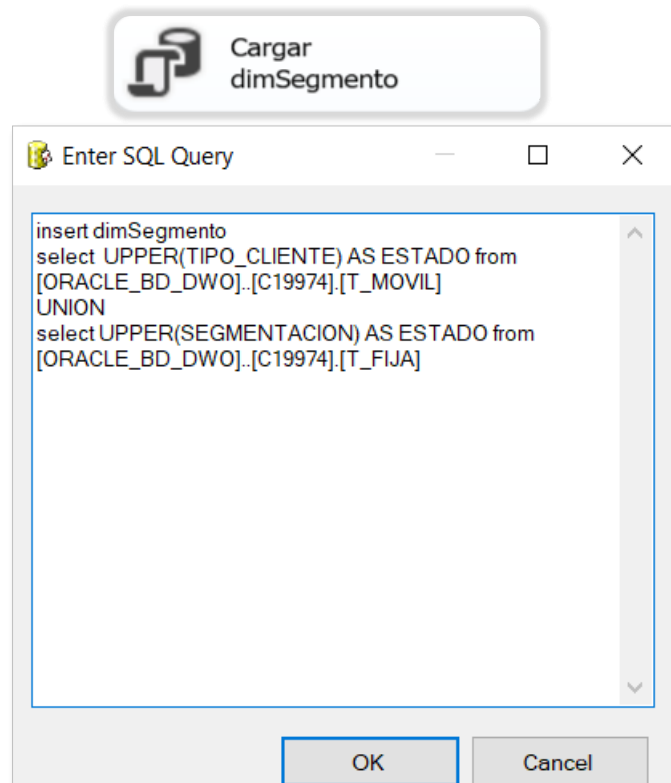 Cargar
dimSegmento
Enter SQL Query
insert dimSegmento
select  UPPER(TIPO_CLIENTE) AS ESTADO from
[ORACLE_BD_DWO]..[C19974].[T_MOVIL]
UNION
select UPPER(SEGMENTACION) AS ESTADO from
[ORACLE_BD_DWO]..[C19974].[T_FIJA]
OK
Cancel